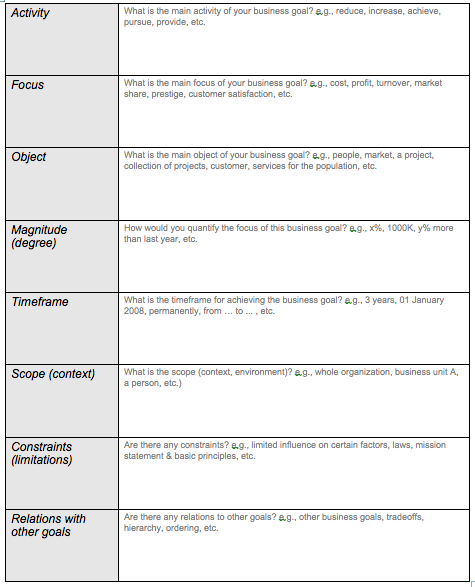 Activity
What is the main activity of your business goal? e.g., reduce, increase, achieve,
pursue, provide, etc.
Focus
What is the main focus of your business goal? e.g., cost, profit, turnover, market
share, prestige, customer satisfaction, etc.
Object
What is the main object of your business goal? e.g., people, market, a project,
collection of projects, customer, services for the population, etc.
Magnitude
(degree)
How would you quantify the focus of this business goal? e.g., x%, 1000K, y% more
than last year, etc.
Timeframe
What is the timeframe for achieving the business goal? e.g., 3 years, 01 January
2008, permanently, from ... to ... , etc.
Scope (context)
What is the scope (context, environment)? e.g., whole organization, business unit A,
a person, etc.)
Constraints
(limitations)
Are there any constraints? e.g., limited influence on certain factors, laws, mission
statement & basic principles, etc.
Relations with
other goals
Are there any relations to other goals? e.g., other business goals, tradeoffs,
hierarchy, ordering, etc.